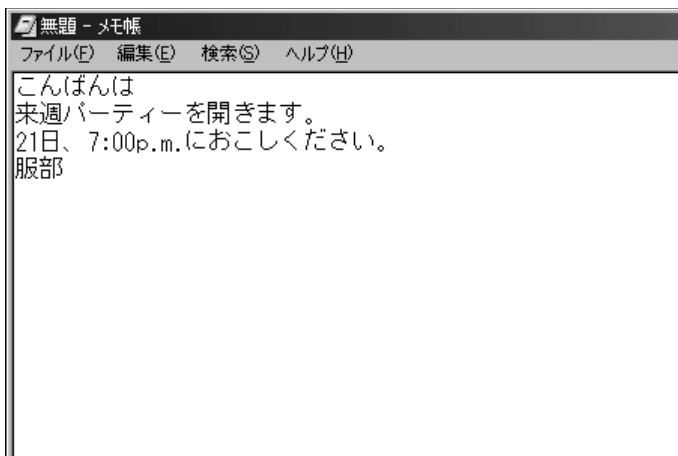 無題 - メモ帳
ファイル(F) 編集(E) 検索(S) ヘルプ(H)
こんばんは
来週パーティーを開きます。
21日、7:00p.m.におこしください。
服部